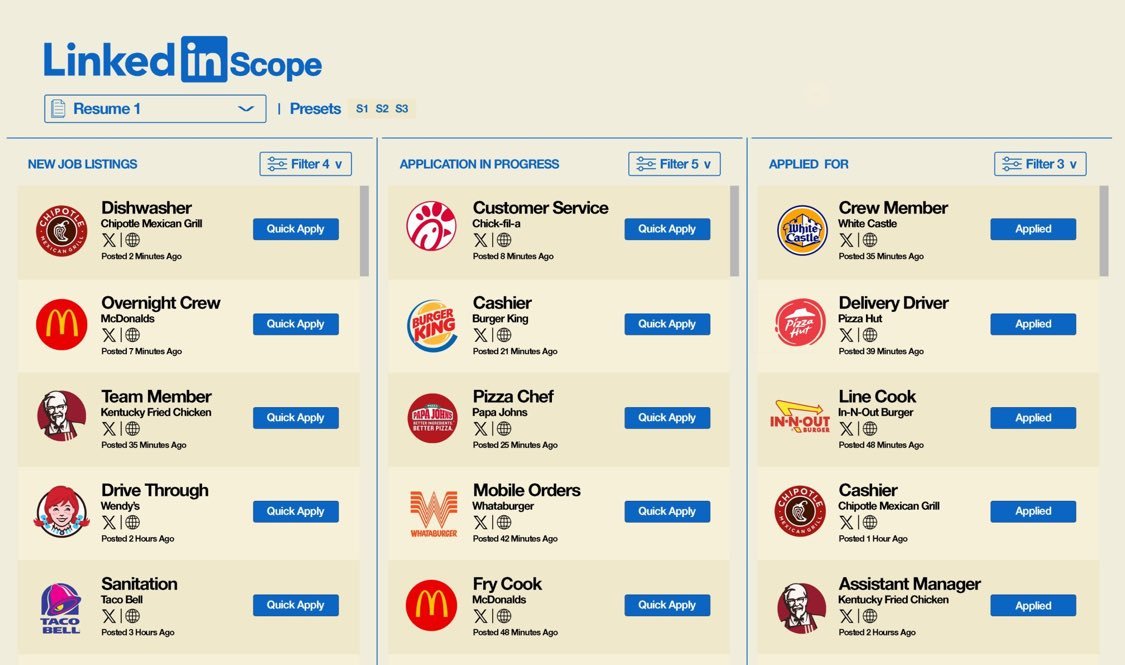 Linked in Scope
Resume 1 | Presets S1 S2 S3
NEW JOB LISTINGS
Filter 4 v
CHIPOTLE
MEXICAN GRILL
Dishwasher
Chipotle Mexican Grill
X |
Posted 2 Minutes Ago
Quick Apply
Overnight Crew
McDonalds
X |
Posted 7 Minutes Ago
Quick Apply
Team Member
Kentucky Fried Chicken
X |
Posted 35 Minutes Ago
Quick Apply
Drive Through
Wendy's
X |
Posted 2 Hours Ago
Quick Apply
TACO
BELL
Sanitation
Taco Bell
X |
Posted 3 Hours Ago
Quick Apply
APPLICATION IN PROGRESS
Filter 5 v
Customer Service
Chick-fil-a
X |
Posted 8 Minutes Ago
Quick Apply
BURGER
KING
Cashier
Burger King
X |
Posted 21 Minutes Ago
Quick Apply
PAPA JOHNS
BETTER INGREDIENTS
BETTER PIZZA.
Pizza Chef
Papa Johns
X |
Posted 25 Minutes Ago
Quick Apply
WHATABURGER
Mobile Orders
Whataburger
X |
Posted 42 Minutes Ago
Quick Apply
Fry Cook
McDonalds
X |
Posted 48 Minutes Ago
Quick Apply
APPLIED FOR
Filter 3 v
White
Castle
Crew Member
White Castle
X |
Posted 35 Minutes Ago
Applied
Pizza
Hut
Delivery Driver
Pizza Hut
X |
Posted 39 Minutes Ago
Applied
IN-N-OUT
BURGER
Line Cook
In-N-Out Burger
X |
Posted 48 Minutes Ago
Applied
CHIPOTLE
MEXICAN GRILL
Cashier
Chipotle Mexican Grill
X |
Posted 1 Hour Ago
Applied
Assistant Manager
Kentucky Fried Chicken
X |
Posted 2 Hourss Ago
Applied